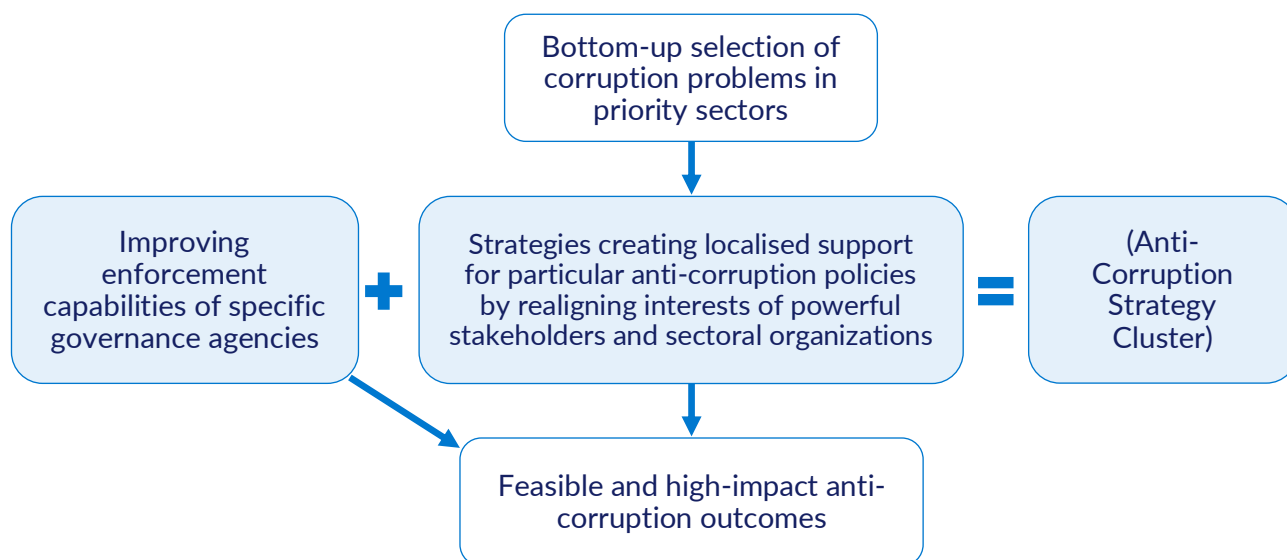 Bottom-up selection of
corruption problems in
priority sectors
Improving
enforcement
capabilities of specific
governance agencies
+
Strategies creating localised support
for particular anti-corruption policies
by realigning interests of powerful
stakeholders and sectoral organizations
=
(Anti-
Corruption
Strategy
Cluster)
Feasible and high-impact anti-
corruption outcomes